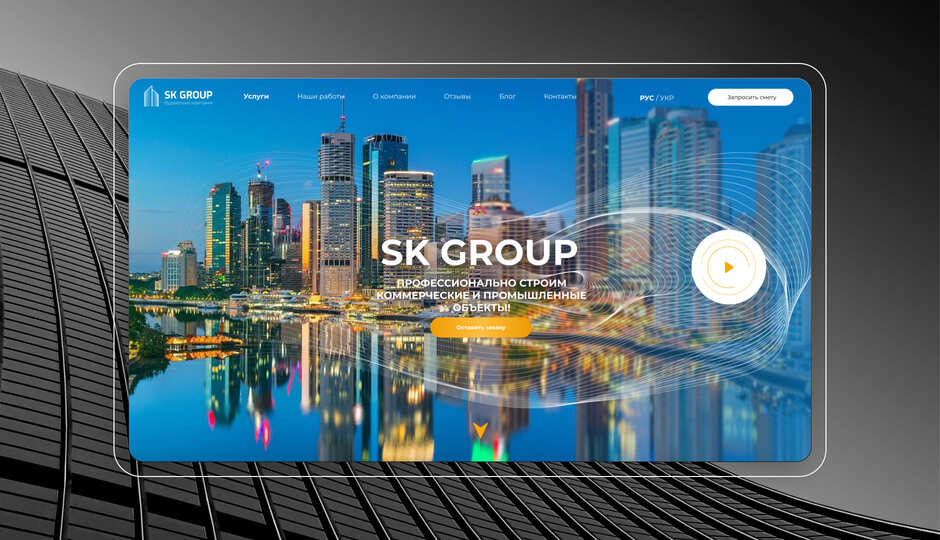 SK GROUP
Будівельна компанія
Услуги
Наши работы
О компании
Отзывы
Блог
Контакты
РУС / УКР
Запросить смету
SK GROUP
ПРОФЕССИОНАЛЬНО СТРОИМ
КОММЕРЧЕСКИЕ И ПРОМЫШЛЕННЫЕ
ОБЪЕКТЫ!
Оставить заявку